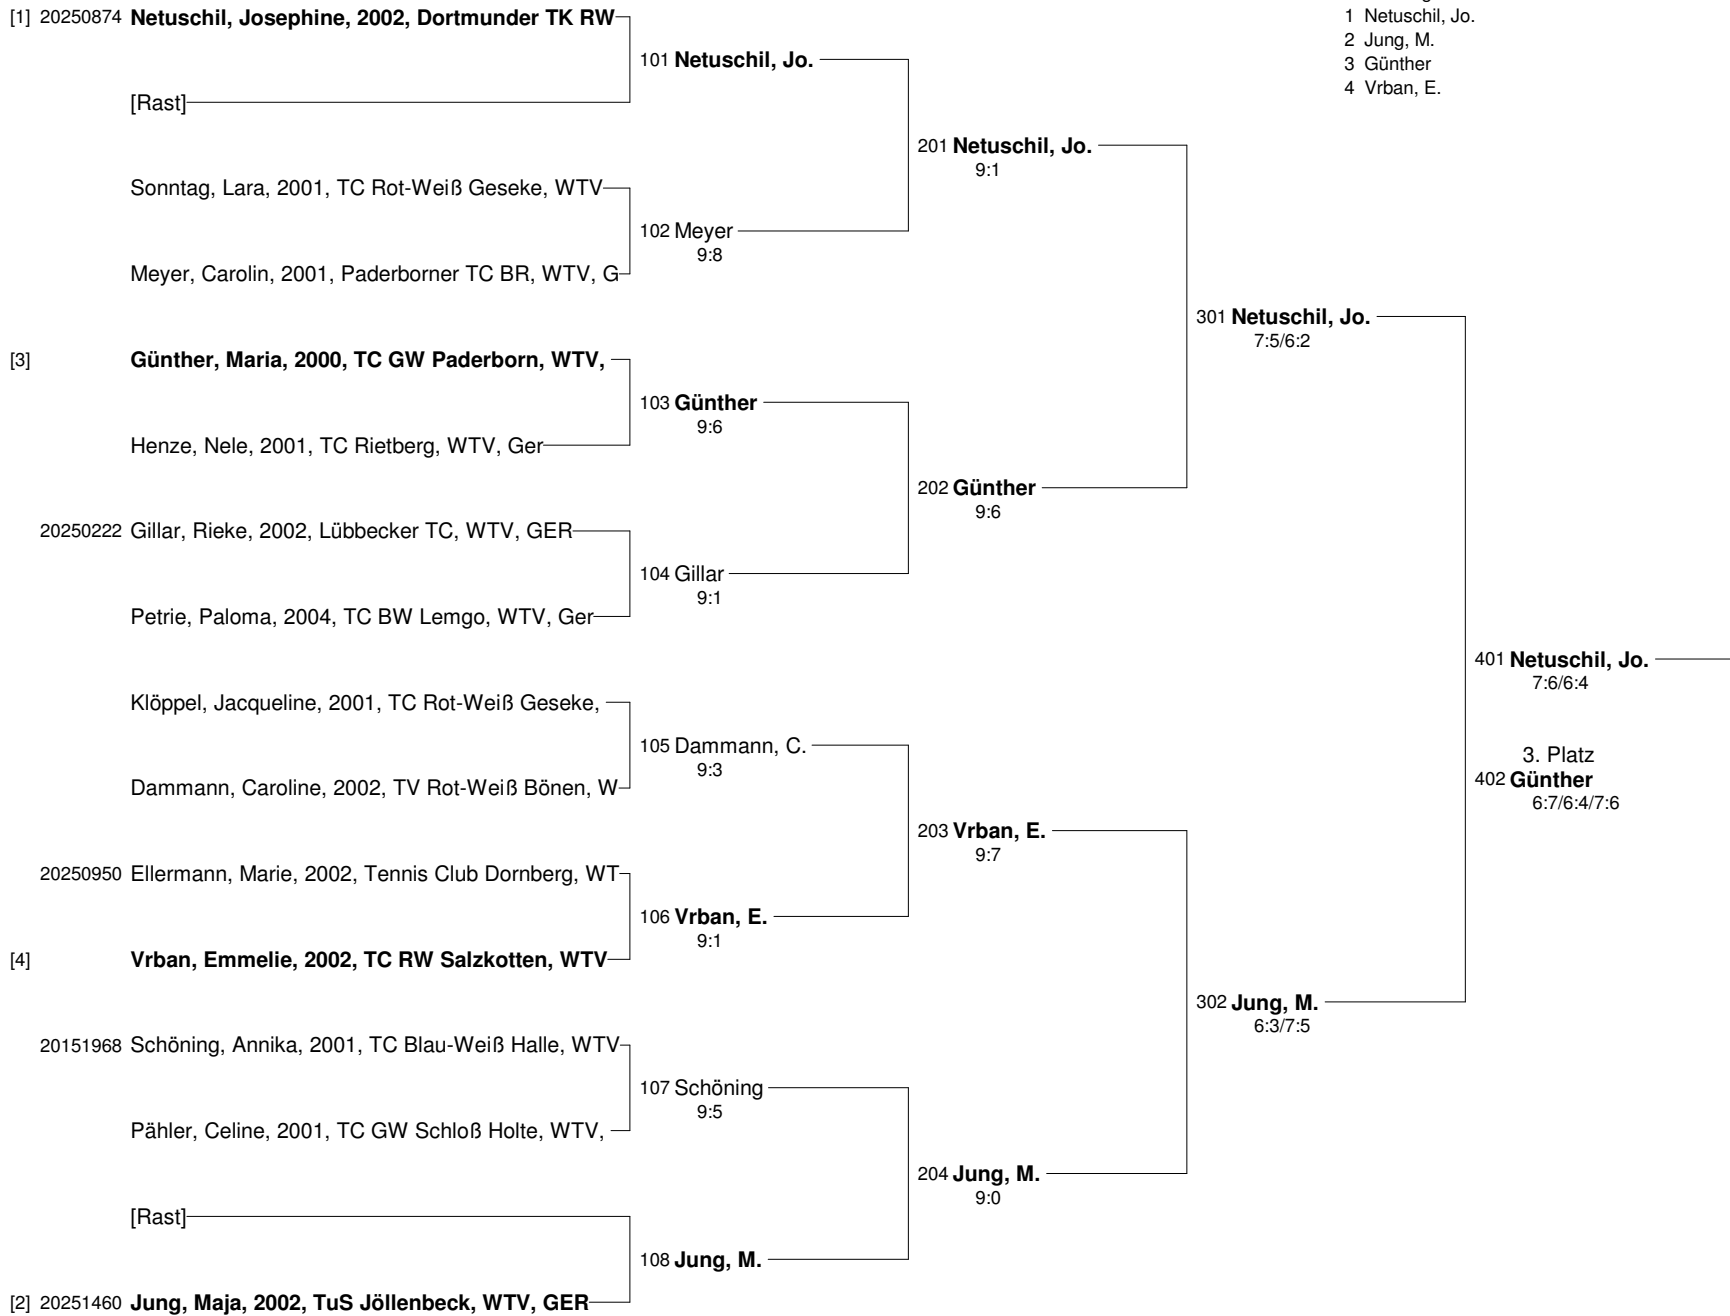 [1] 20250874 Netuschil, Josephine, 2002, Dortmunder TK RW
1 Netuschil, Jo.
2 Jung, M.
3 Günther
4 Vrban, E.
101 Netuschil, Jo.
[Rast]
201 Netuschil, Jo.
9:1
Sonntag, Lara, 2001, TC Rot-Weiß Geseke, WTV
102 Meyer
9:8
Meyer, Carolin, 2001, Paderborner TC BR, WTV, G
301 Netuschil, Jo.
7:5/6:2
[3] Günther, Maria, 2000, TC GW Paderborn, WTV,
103 Günther
9:6
Henze, Nele, 2001, TC Rietberg, WTV, Ger
202 Günther
9:6
20250222 Gillar, Rieke, 2002, Lübbecker TC, WTV, GER
104 Gillar
9:1
Petrie, Paloma, 2004, TC BW Lemgo, WTV, Ger
401 Netuschil, Jo.
7:6/6:4
Klöppel, Jacqueline, 2001, TC Rot-Weiß Geseke,
105 Dammann, C.
9:3
3. Platz
402 Günther
6:7/6:4/7:6
Dammann, Caroline, 2002, TV Rot-Weiß Bönen, W
203 Vrban, E.
9:7
20250950 Ellermann, Marie, 2002, Tennis Club Dornberg, WT
106 Vrban, E.
9:1
[4] Vrban, Emmelie, 2002, TC RW Salzkotten, WTV
302 Jung, M.
6:3/7:5
20151968 Schöning, Annika, 2001, TC Blau-Weiß Halle, WTV
107 Schöning
9:5
Pähler, Celine, 2001, TC GW Schloß Holte, WTV,
204 Jung, M.
9:0
[Rast]
108 Jung, M.
[2] 20251460 Jung, Maja, 2002, TuS Jöllenbeck, WTV, GER